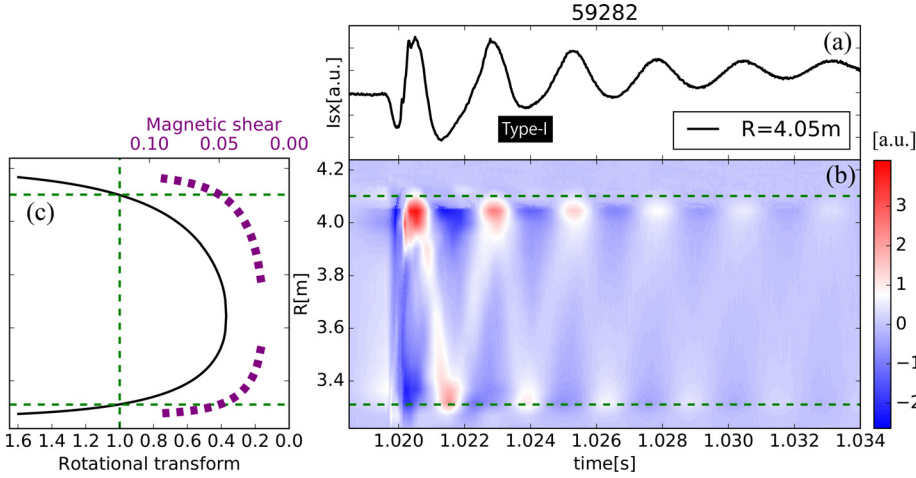 59282
(a)
Isx[a.u.]
Type-I
R=4.05m
Magnetic shear
0.10 0.05 0.00
[a.u.]
(c)
(b)
4.2
4.0
3.8
3.6
3.4
R[m]
3
2
1
0
−1
−2
1.6 1.4 1.2 1.0 0.8 0.6 0.4 0.2 0.0
Rotational transform
1.020 1.022 1.024 1.026 1.028 1.030 1.032 1.034
time[s]